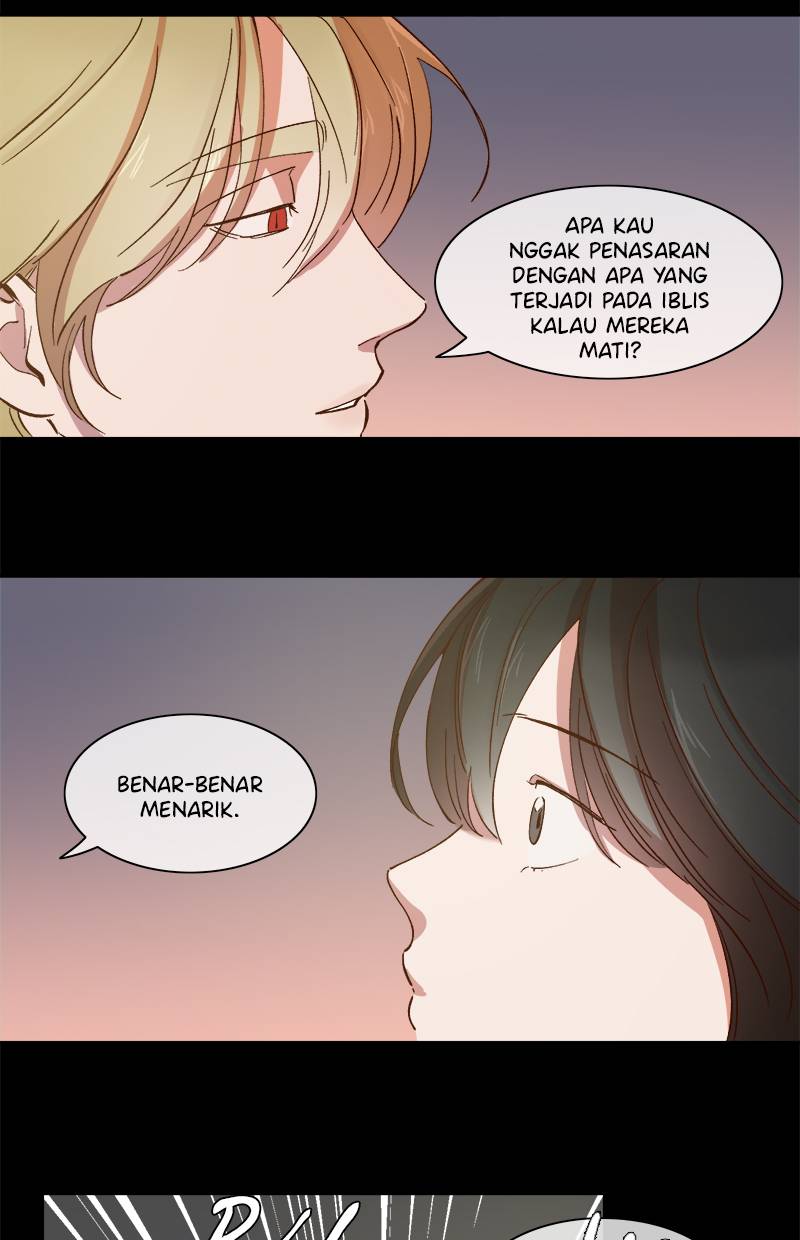 APA KAU
NGGAK PENASARAN
DENGAN APA YANG
TERJADI PADA IBLIS
KALAU MEREKA
MATI?
BENAR-BENAR
MENARIK.